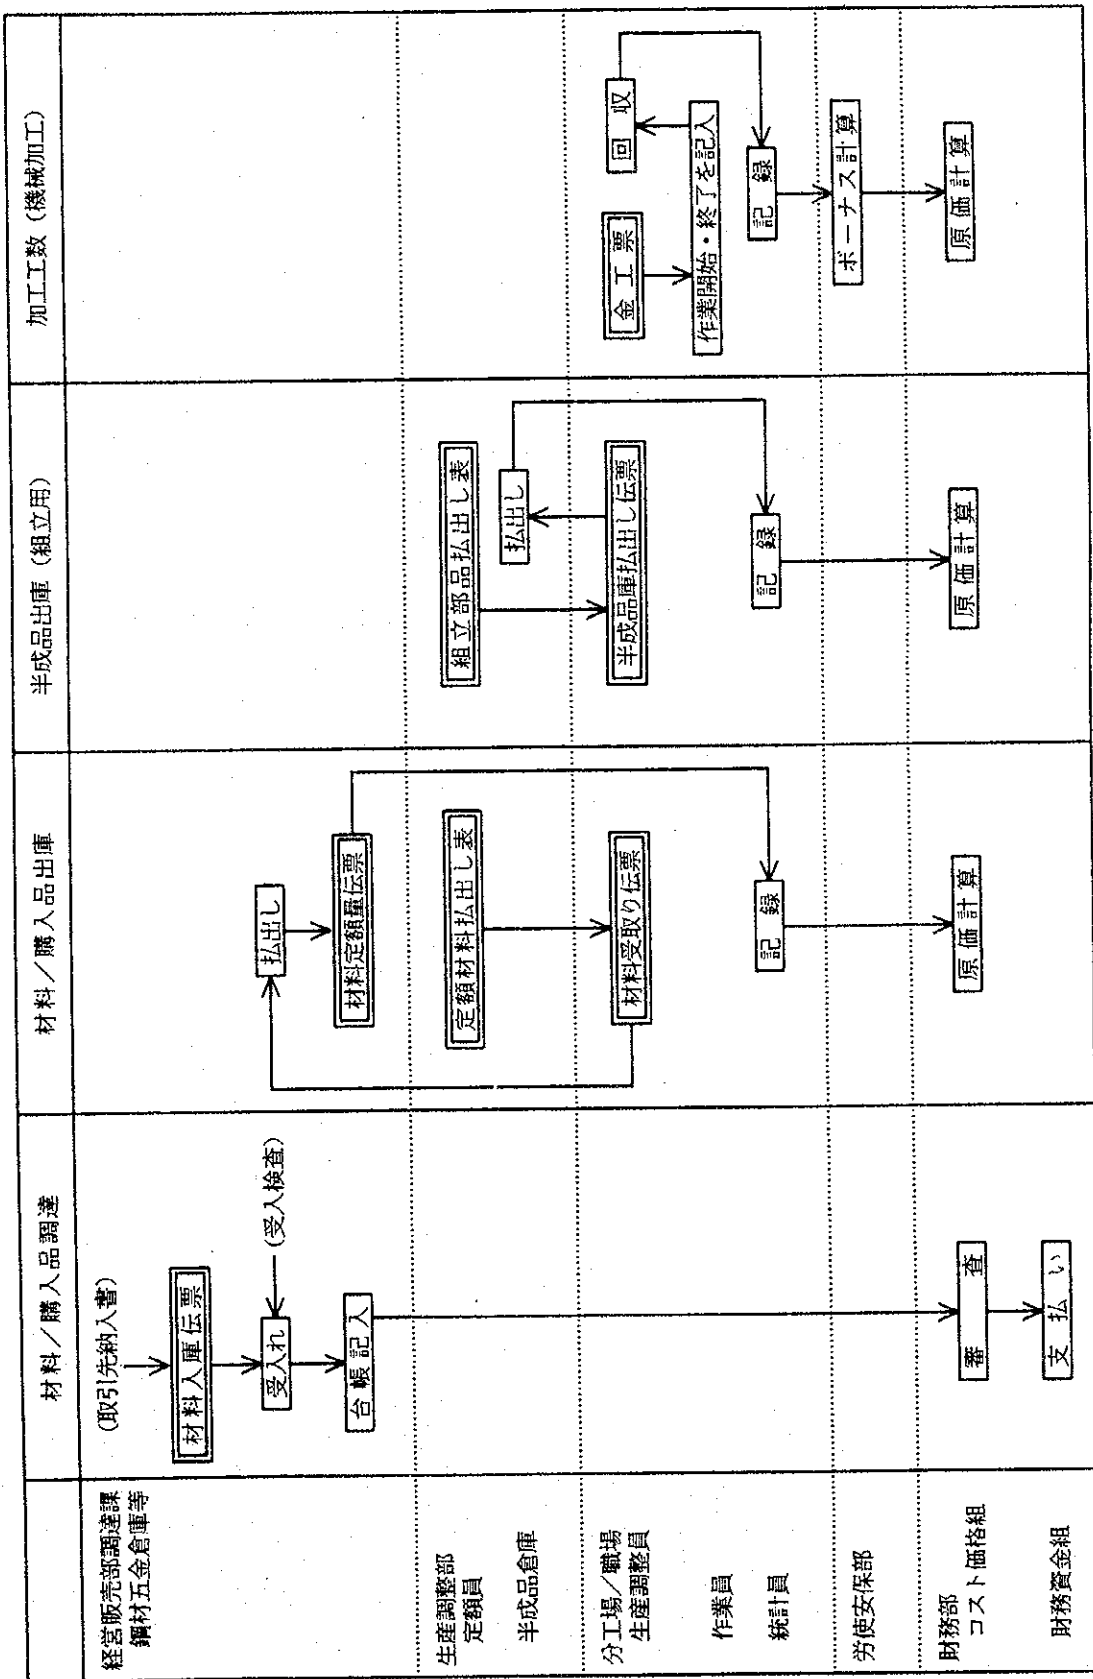 材料／購入品調達
材料／購入品出庫
半成品出庫（組立用）
加工工数（機械加工）
経営販売部調達課
鋼材五金倉庫等
(取引先納入書)
材料入庫伝票
受入れ
(受入検査)
台帳記入
払出し
材料定額量伝票
生産調整部
定額員
定額材料払出し表
組立部品払出し表
半成品倉庫
払出し
分工場／職場
生産調整員
材料受取り伝票
半成品庫払出し伝票
金工票
回収
作業員
作業開始・終了を記入
統計員
記録
記録
記録
労使安保部
ボーナス計算
財務部
コスト価格組
審査
原価計算
原価計算
原価計算
財務資金組
支払い